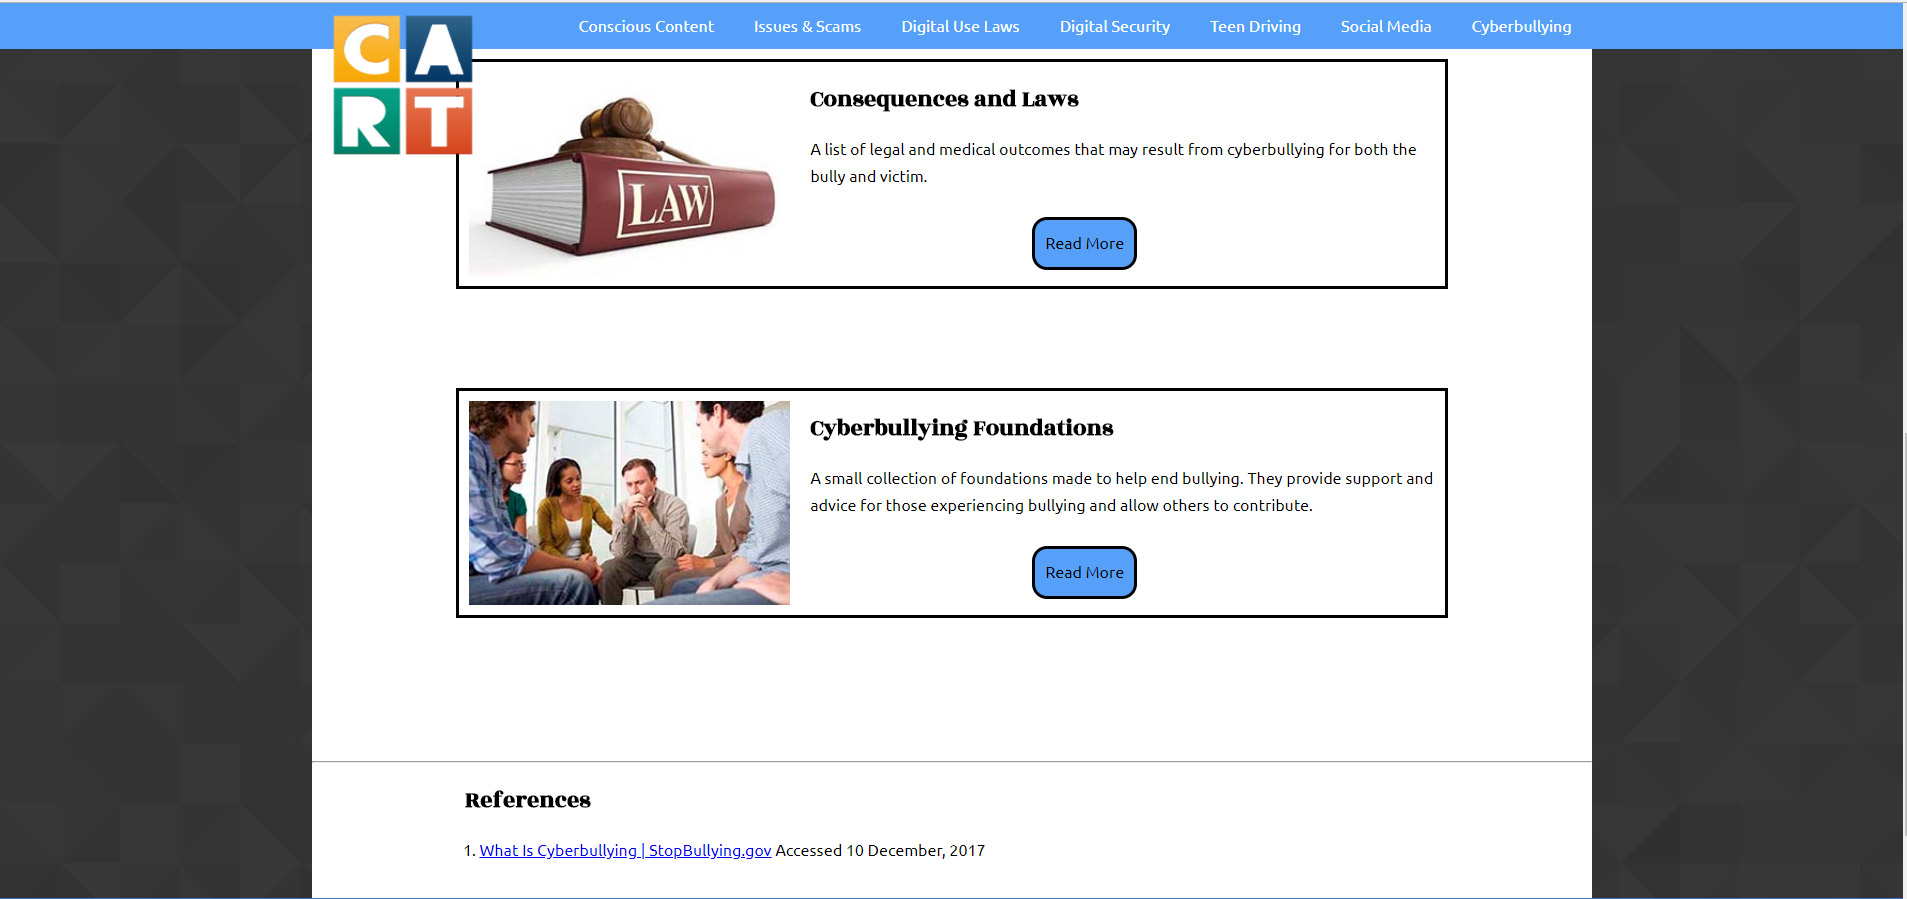 Conscious Content Issues & Scams Digital Use Laws Digital Security Teen Driving Social Media Cyberbullying
CA
RT
Consequences and Laws
A list of legal and medical outcomes that may result from cyberbullying for both the
bully and victim.
LAW
Read More
Cyberbullying Foundations
A small collection of foundations made to help end bullying. They provide support and
advice for those experiencing bullying and allow others to contribute.
Read More
References
1. What Is Cyberbullying | StopBullying.gov Accessed 10 December, 2017